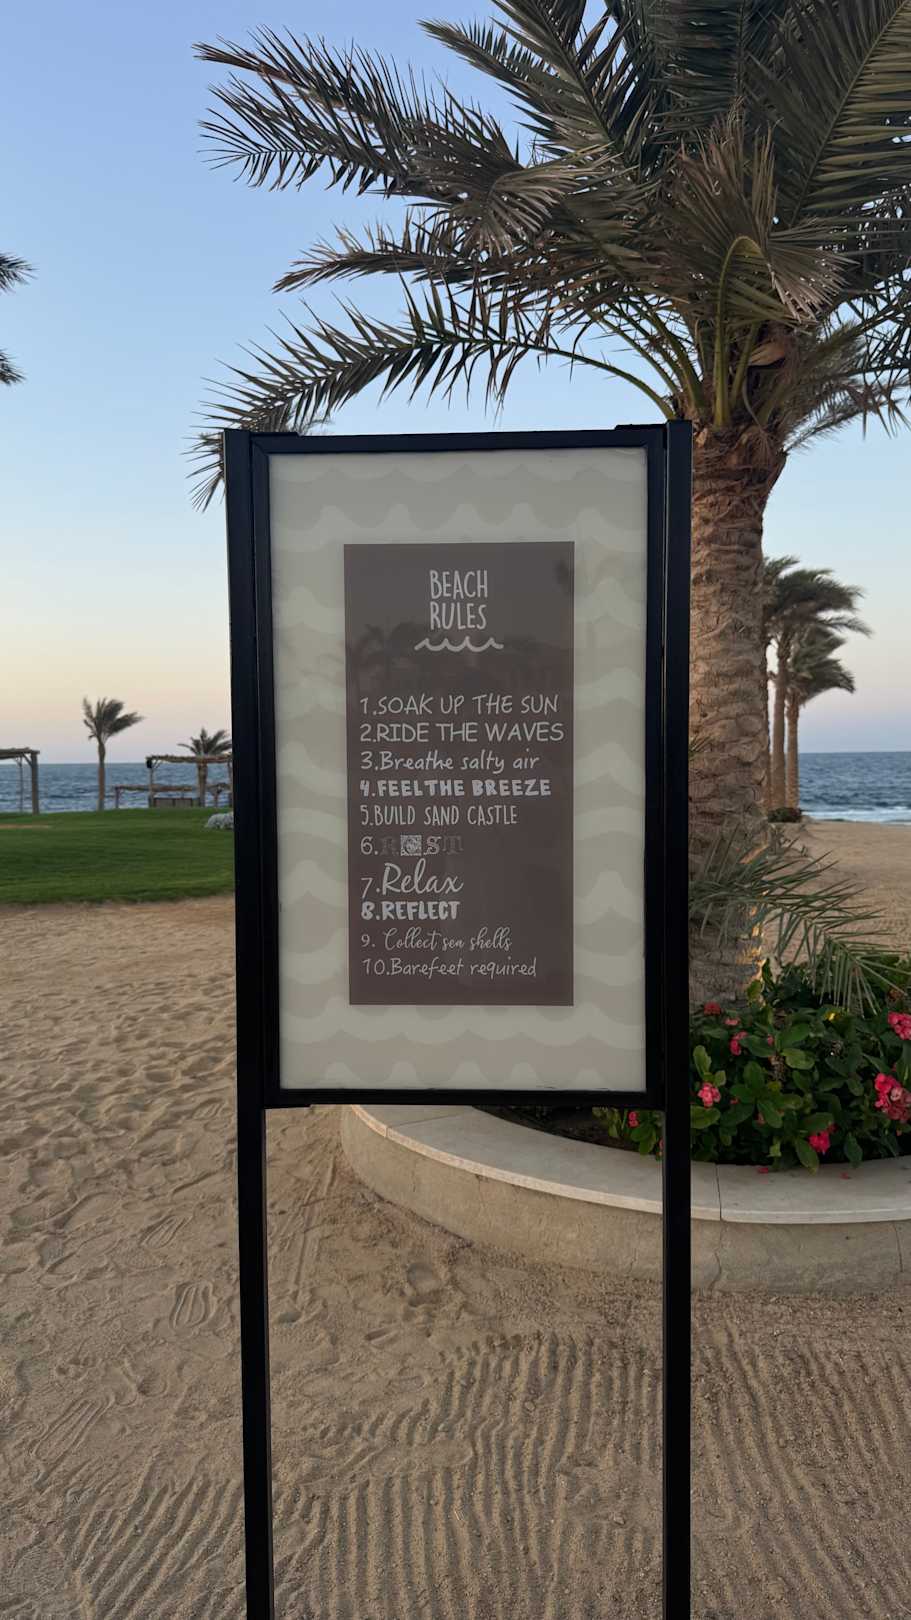 BEACH
RULES
1.SOAK UP THE SUN
2.RIDE THE WAVES
3.Breathe salty air
4.FEEL THE BREEZE
5.BUILD SAND CASTLE
6.REST
7.Relax
8.REFLECT
9. Collect sea shells
10.Barefeet required